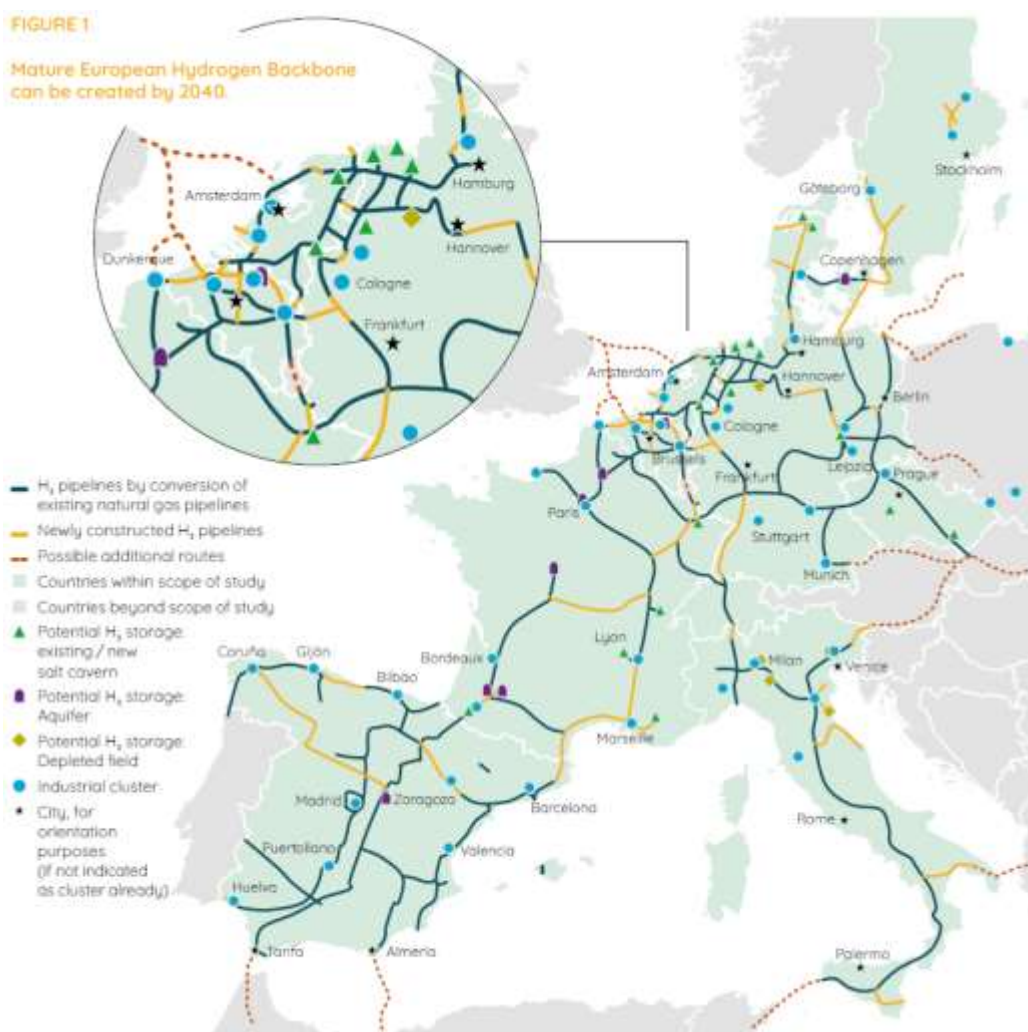 FIGURE 1
Mature European Hydrogen Backbone
can be created by 2040.
Amsterdam
Hamburg
Hannover
Dunkerque
Cologne
Frankfurt
H₂ pipelines by conversion of
existing natural gas pipelines
Newly constructed H₂ pipelines
Possible additional routes
Countries within scope of study
Countries beyond scope of study
Potential H₂ storage:
existing / new
salt cavern
Potential H₂ storage:
Aquifer
Potential H₂ storage:
Depleted field
Industrial cluster
City, for
orientation
purposes
(if not indicated
as cluster already)
Stockholm
Göteborg
Copenhagen
Hamburg
Amsterdam
Hannover
Berlin
Cologne
Brussels
Leipzig
Frankfurt
Prague
Paris
Stuttgart
Munich
Lyon
Milan
Venice
Bordeaux
Coruña
Gijón
Bilbao
Marseille
Madrid
Zaragoza
Barcelona
Rome
Puertollano
Valencia
Huelva
Tarifa
Almería
Palermo